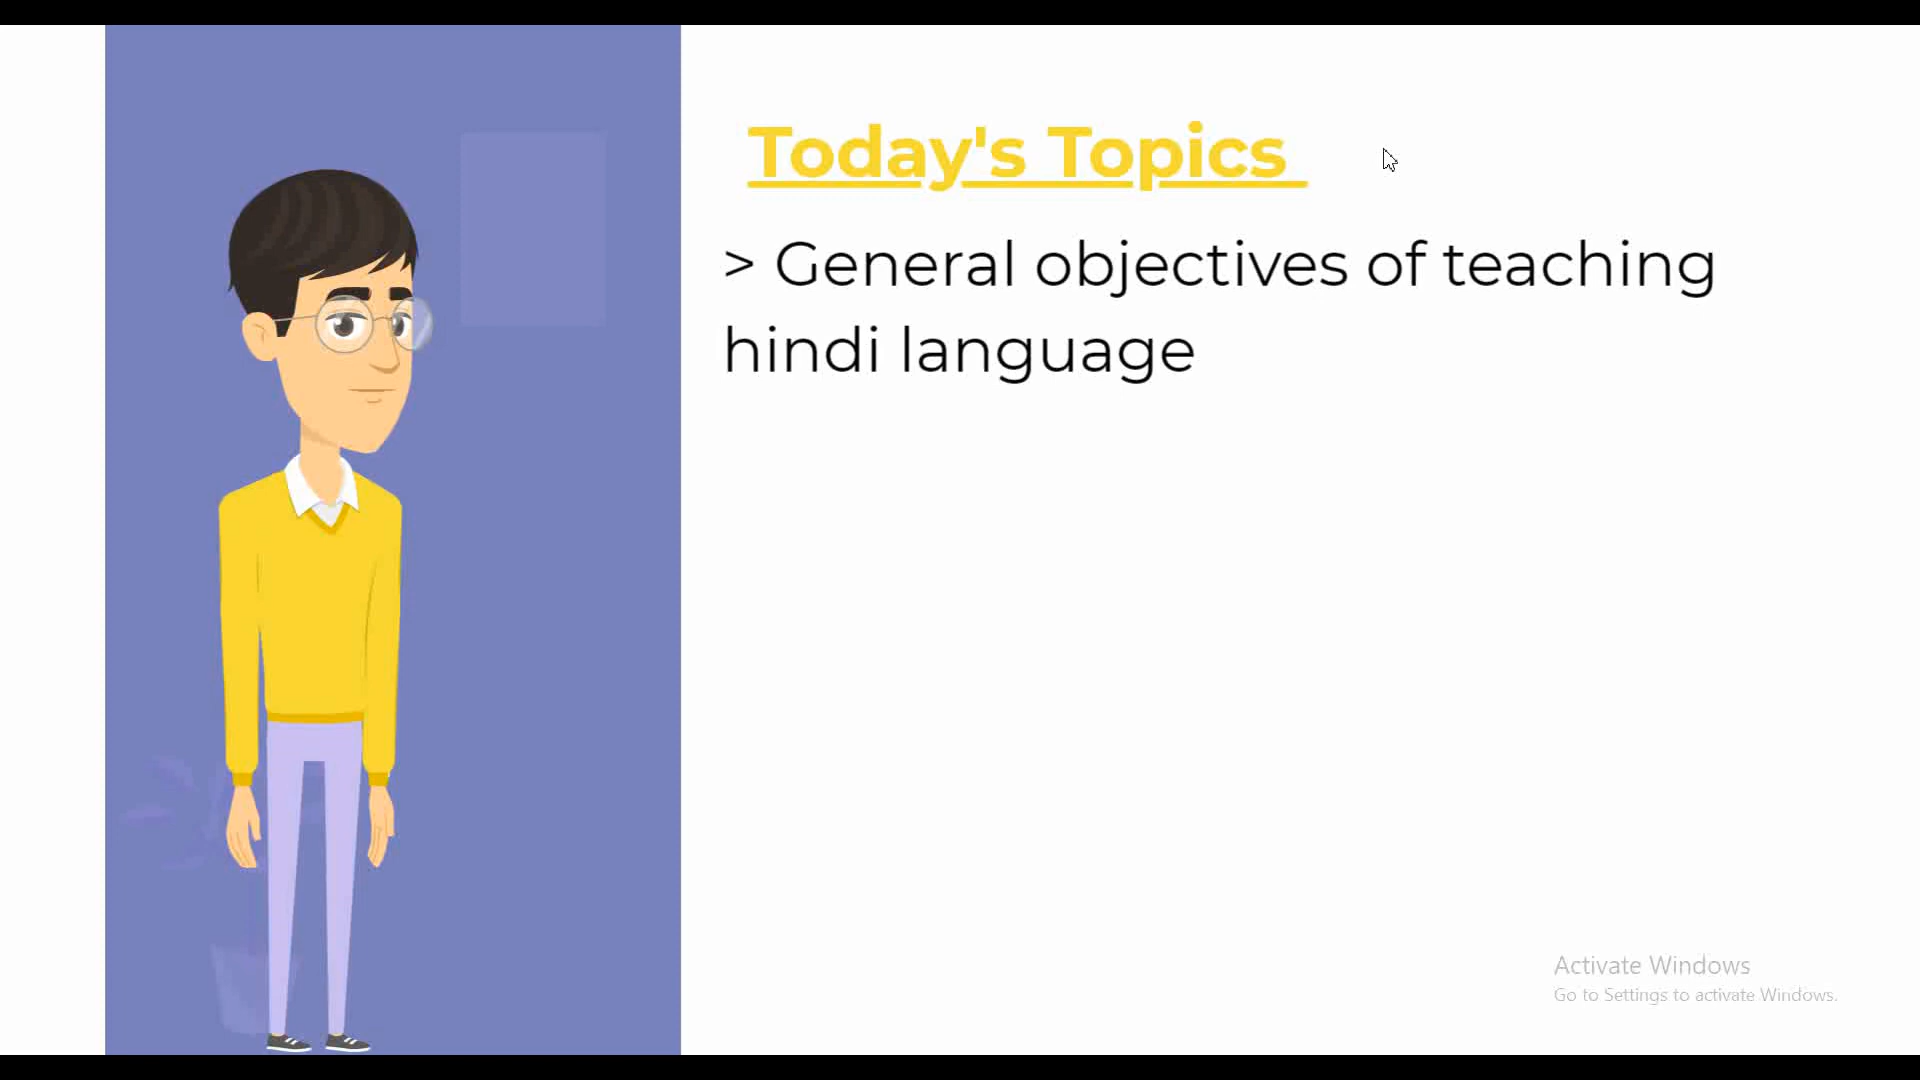 Today's Topics
> General objectives of teaching
hindi language
Activate Windows
Go to Settings to activate Windows.